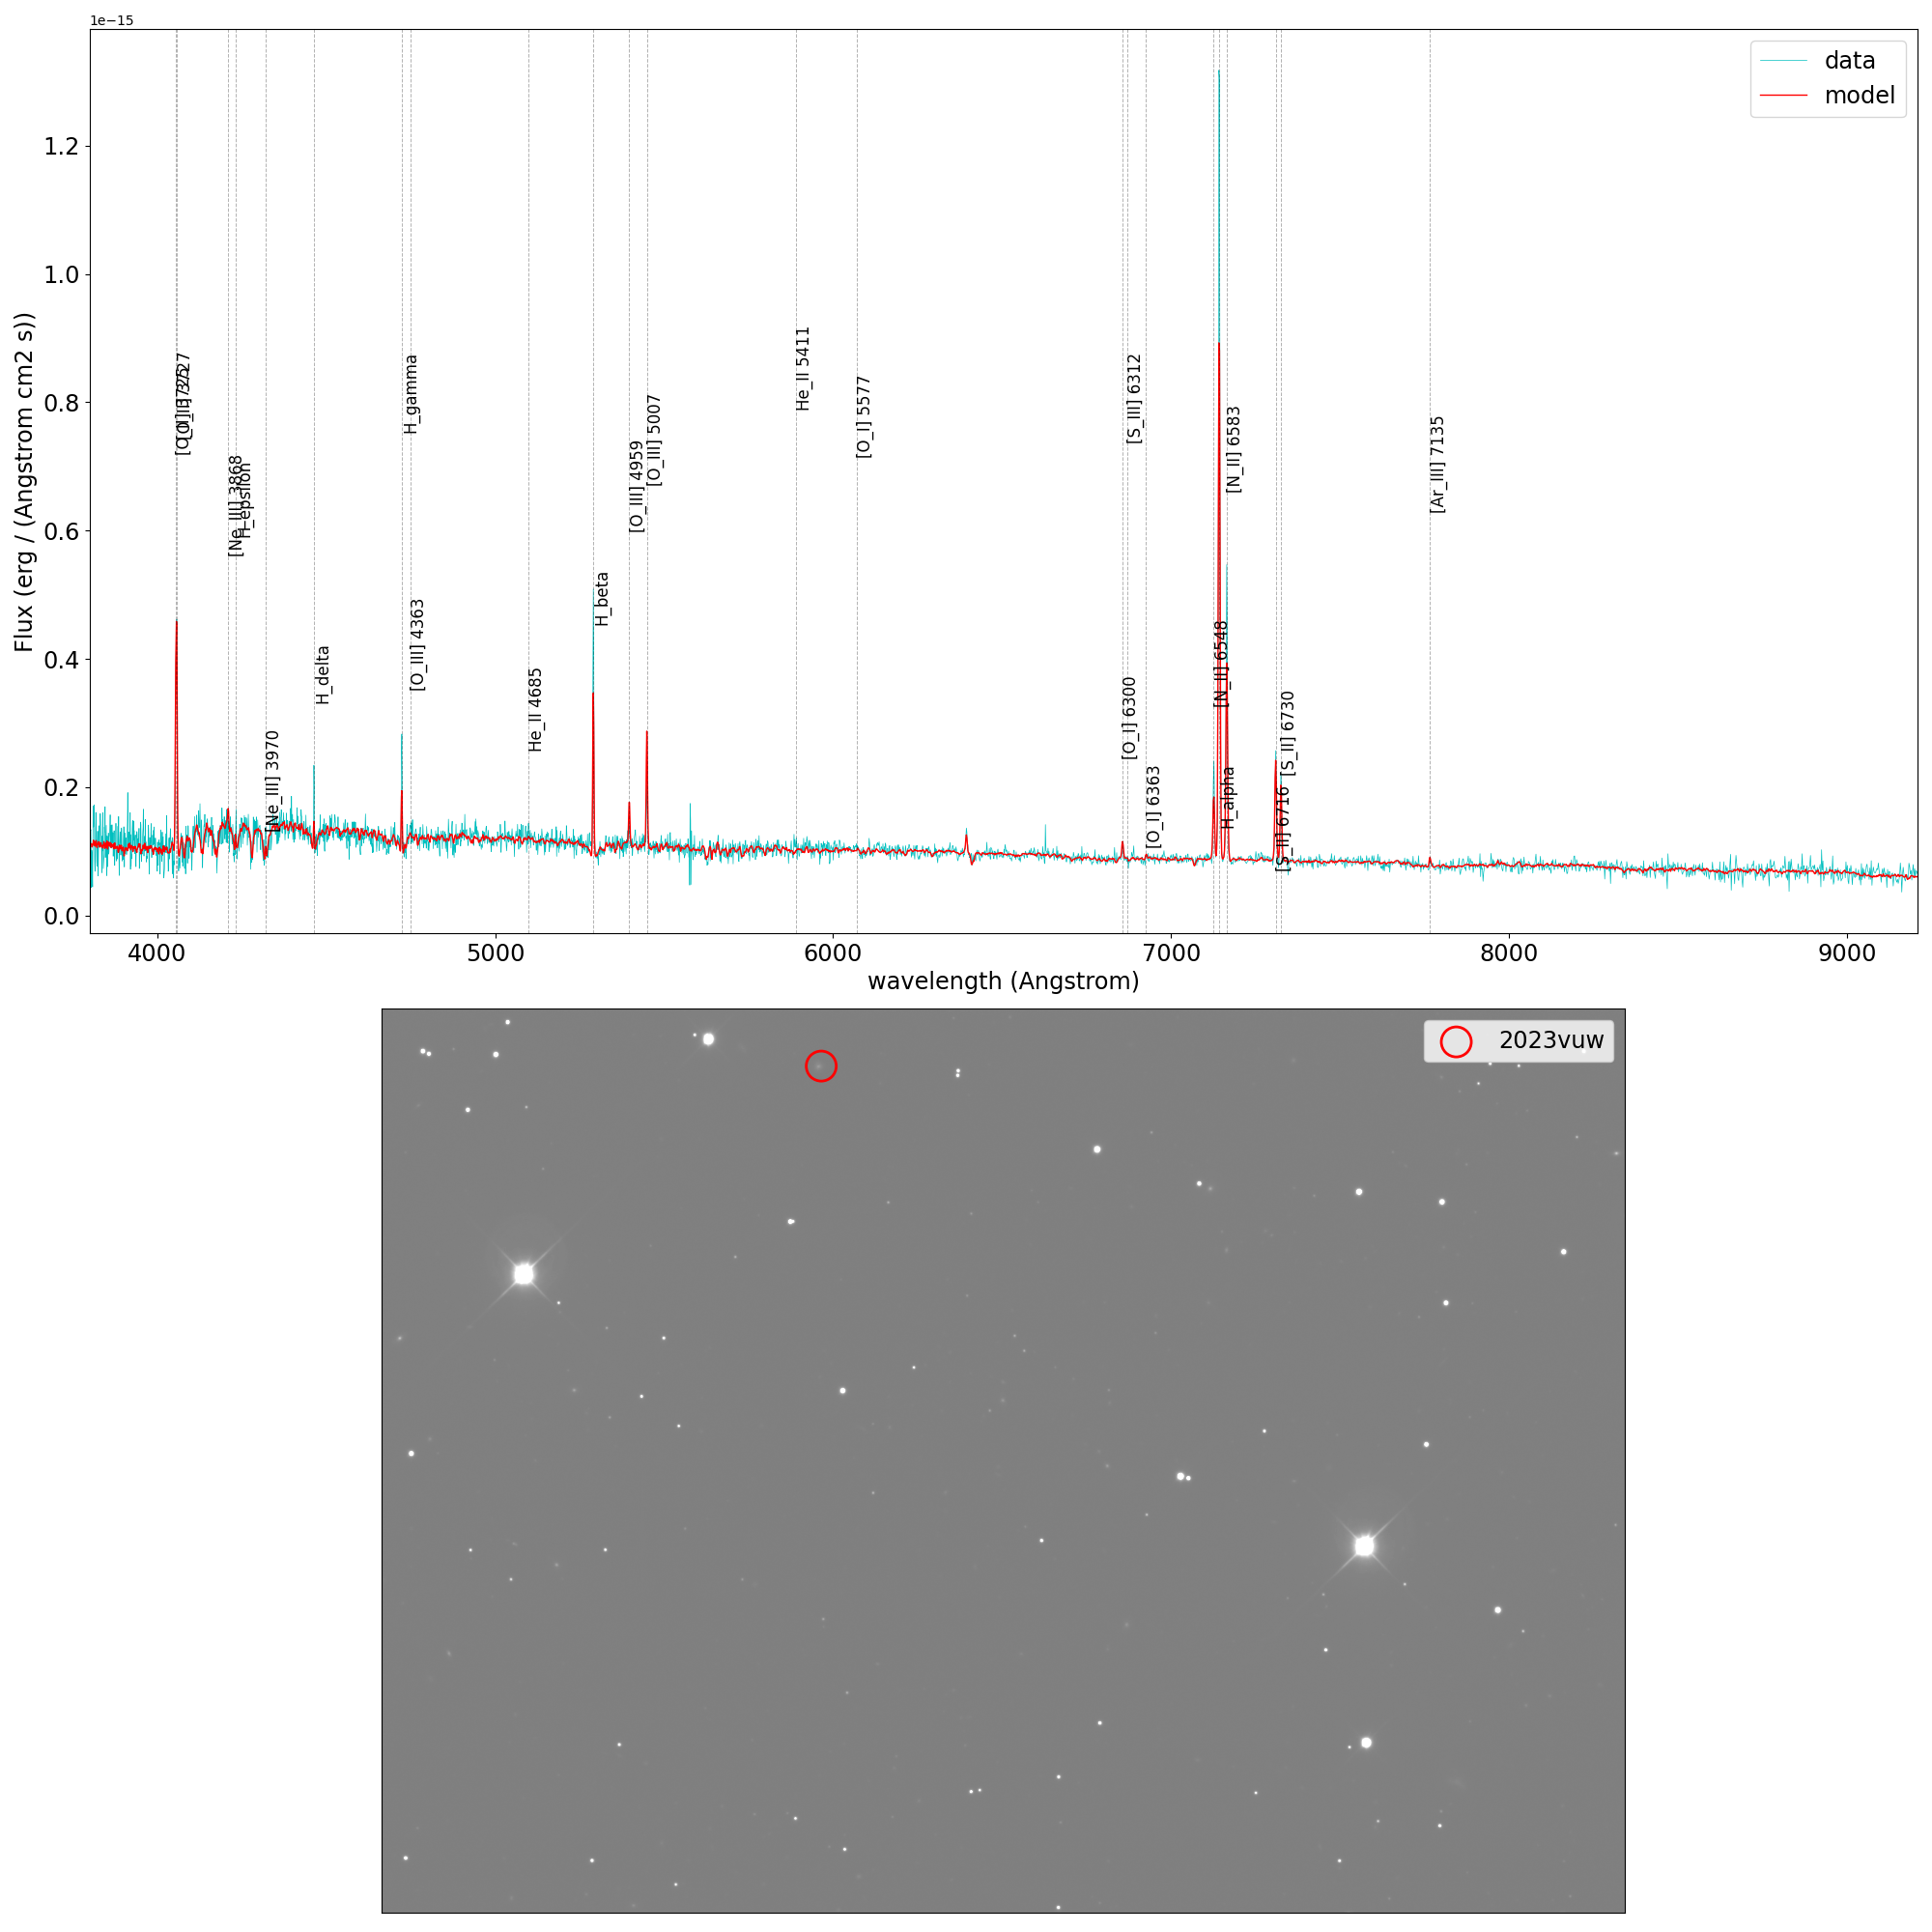 1e−15
data
model
1.2
1.0
0.8
0.6
0.4
0.2
0.0
Flux (erg / (Angstrom cm2 s))
[O_II] 3727
[Ne_III] 3868
H_epsilon
[Ne_III] 3970
H_delta
H_gamma
[O_III] 4363
He_II 4685
H_beta
[O_III] 4959
[O_III] 5007
He_II 5411
[O_I] 5577
[O_I] 6300
[S_III] 6312
[O_I] 6363
[N_II] 6548
H_alpha
[N_II] 6583
[S_II] 6716
[S_II] 6730
[Ar_III] 7135
4000
5000
6000
7000
8000
9000
wavelength (Angstrom)
2023vuw